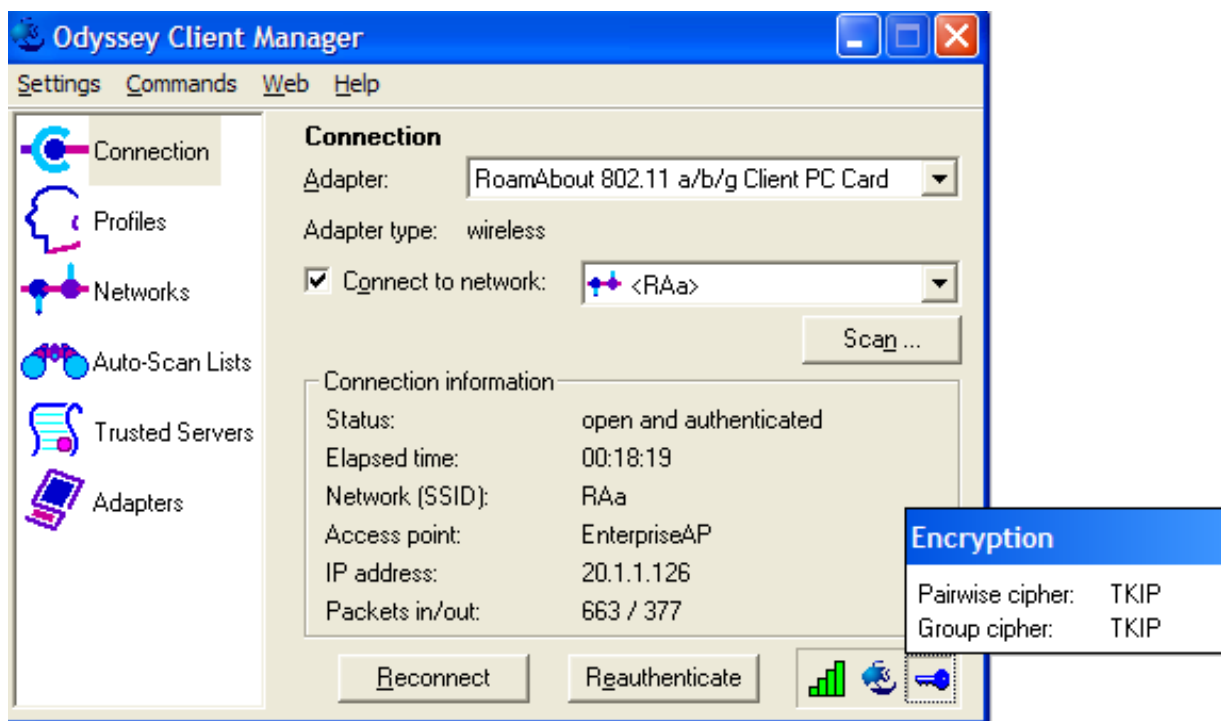 Odyssey Client Manager
Settings Commands Web Help
Connection
Profiles
Networks
Auto-Scan Lists
Trusted Servers
Adapters
Connection
Adapter: RoamAbout 802.11 a/b/g Client PC Card
Adapter type: wireless
Connect to network: <RAa>
Scan ...
Connection information
Status: open and authenticated
Elapsed time: 00:18:19
Network (SSID): RAa
Access point: EnterpriseAP
IP address: 20.1.1.126
Packets in/out: 663 / 377
Reconnect Reauthenticate
Encryption
Pairwise cipher: TKIP
Group cipher: TKIP